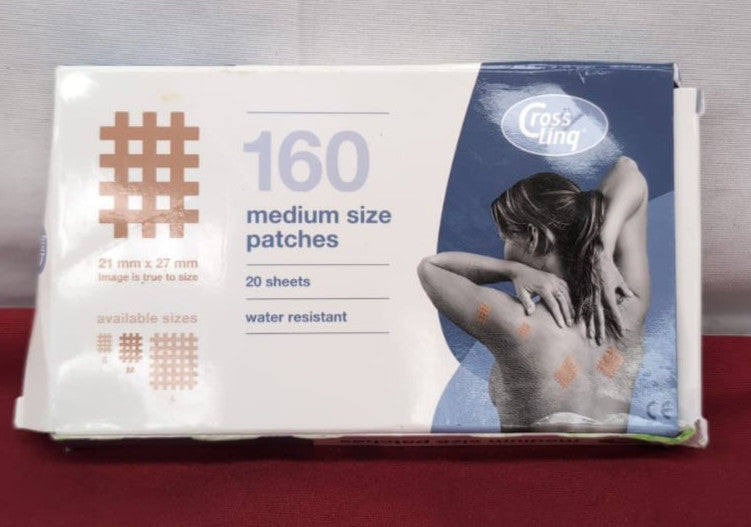 Cross
Linq
160
medium size
patches
21 mm x 27 mm
Image is true to size
20 sheets
available sizes
water resistant
S
M
L
CE
medium size patches